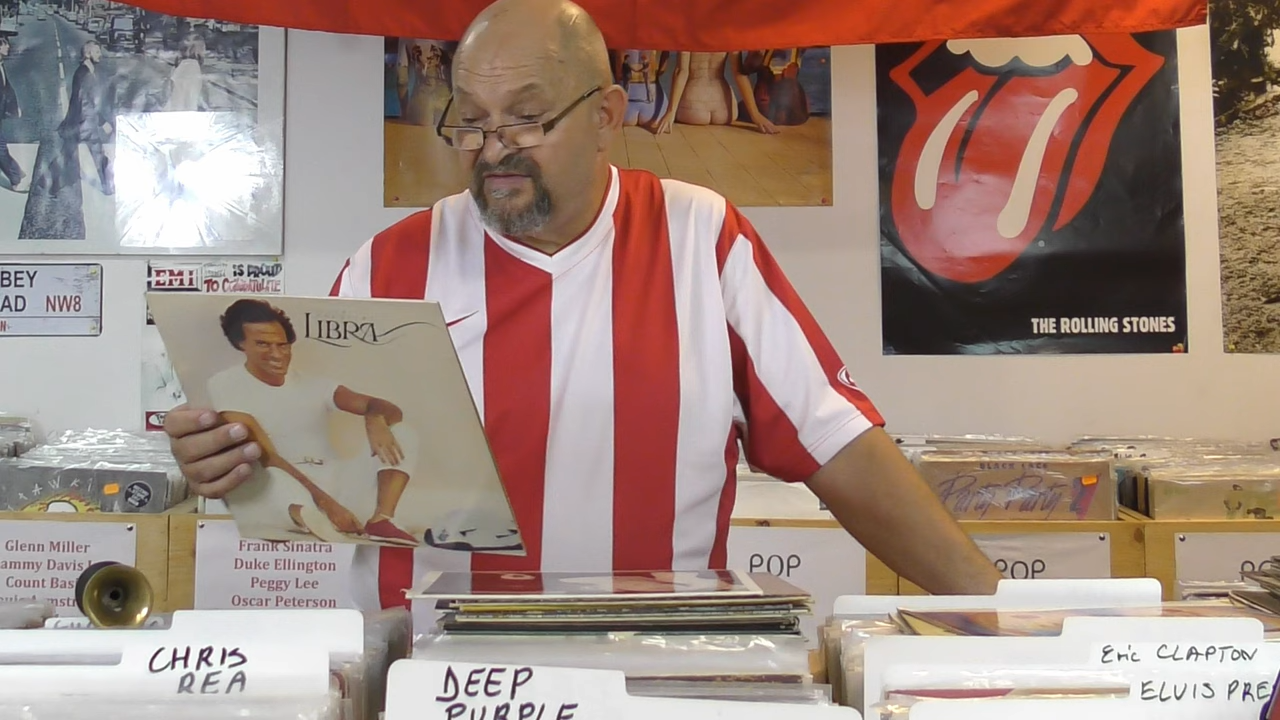 BEY
AD NW8
EMI IS PROUD
TO CONGRATULATE
LIBRA
THE ROLLING STONES
BLACK LACE
Party Party 2
Glenn Miller
ammy Davis
Count Bas
Frank Sinatra
Duke Ellington
Peggy Lee
Oscar Peterson
POP
POP
CHRIS
REA
DEEP
PURPLE
Eric CLAPTON
ELVIS PRE